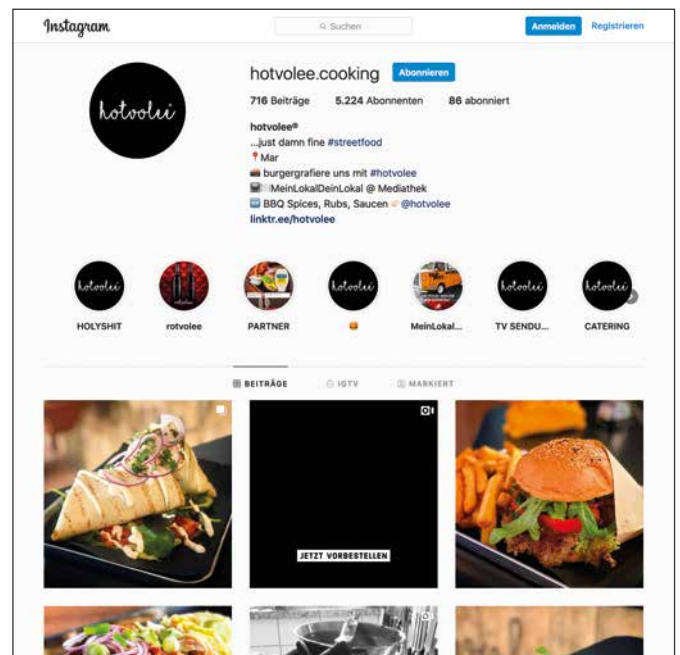 Instagram
Suchen
Anmelden Registrieren
hotvolee
hotvolee.cooking Abonnieren
716 Beiträge 5.224 Abonnenten 86 abonniert
hotvolee®
...just damn fine #streetfood
📍Mar
burgergrafiere uns mit #hotvolee
MeinLokalDeinLokal @ Mediathek
BBQ Spices, Rubs, Saucen @hotvolee
linktr.ee/hotvolee
hotvolee hotvolee hotvolee hotvolee
HOLYSHIT rotvolee PARTNER 🍔 MeinLokal... TV SENDU... CATERING
BEITRÄGE IGTV MARKIERT
JETZT VORBESTELLEN